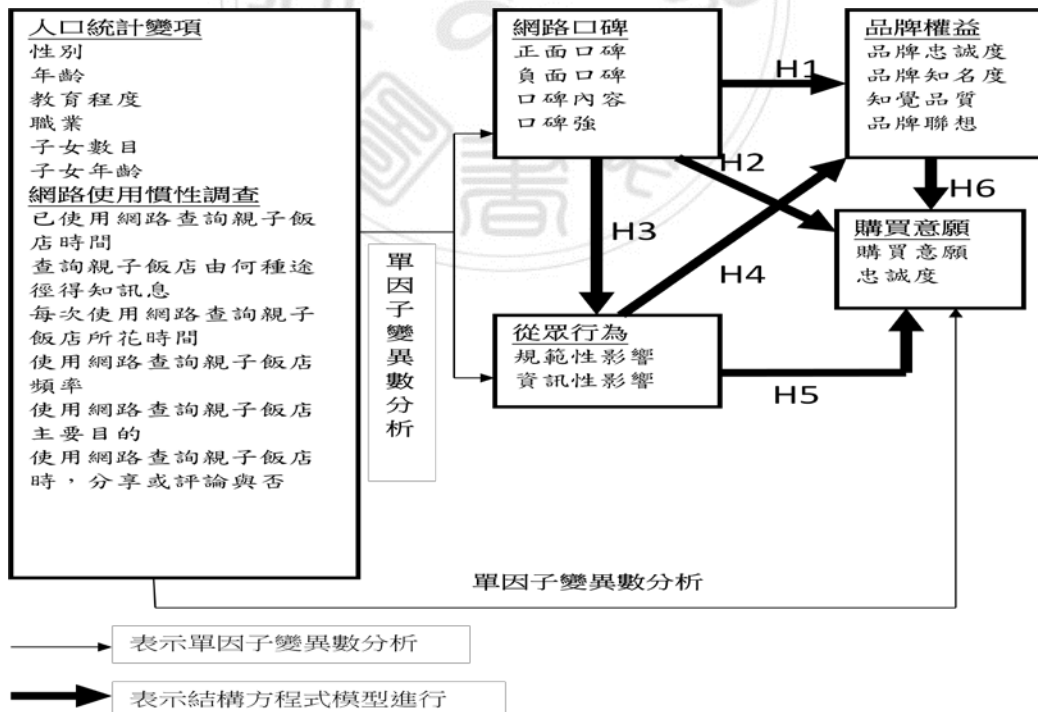 人口統計變項
性別
年齡
教育程度
職業
子女數目
子女年齡
網路使用慣性調查
已使用網路查詢親子飯
店時間
查詢親子飯店由何種途
徑得知訊息
每次使用網路查詢親子
飯店所花時間
使用網路查詢親子飯店
頻率
使用網路查詢親子飯店
主要目的
使用網路查詢親子飯店
時，分享或評論與否
單因子變異數分析
網路口碑
正面口碑
負面口碑
口碑內容
口碑強
H1
H2
H3
H4
從眾行為
規範性影響
資訊性影響
H5
品牌權益
品牌忠誠度
品牌知名度
知覺品質
品牌聯想
H6
購買意願
購買意願
忠誠度
單因子變異數分析
表示單因子變異數分析
表示結構方程式模型進行